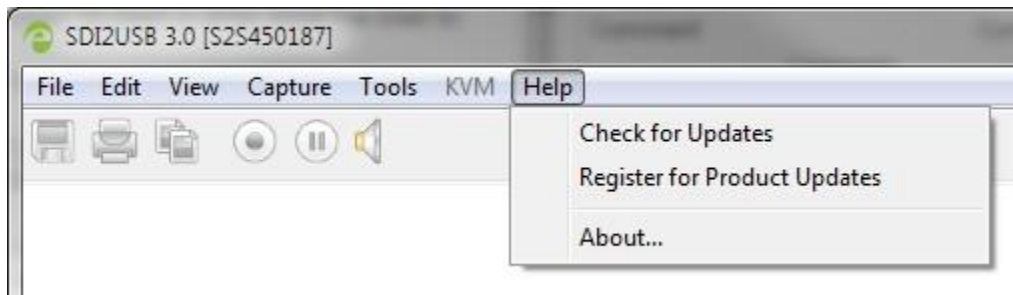 SDI2USB 3.0 [S2S450187]
File Edit View Capture Tools KVM Help
Check for Updates
Register for Product Updates
About...